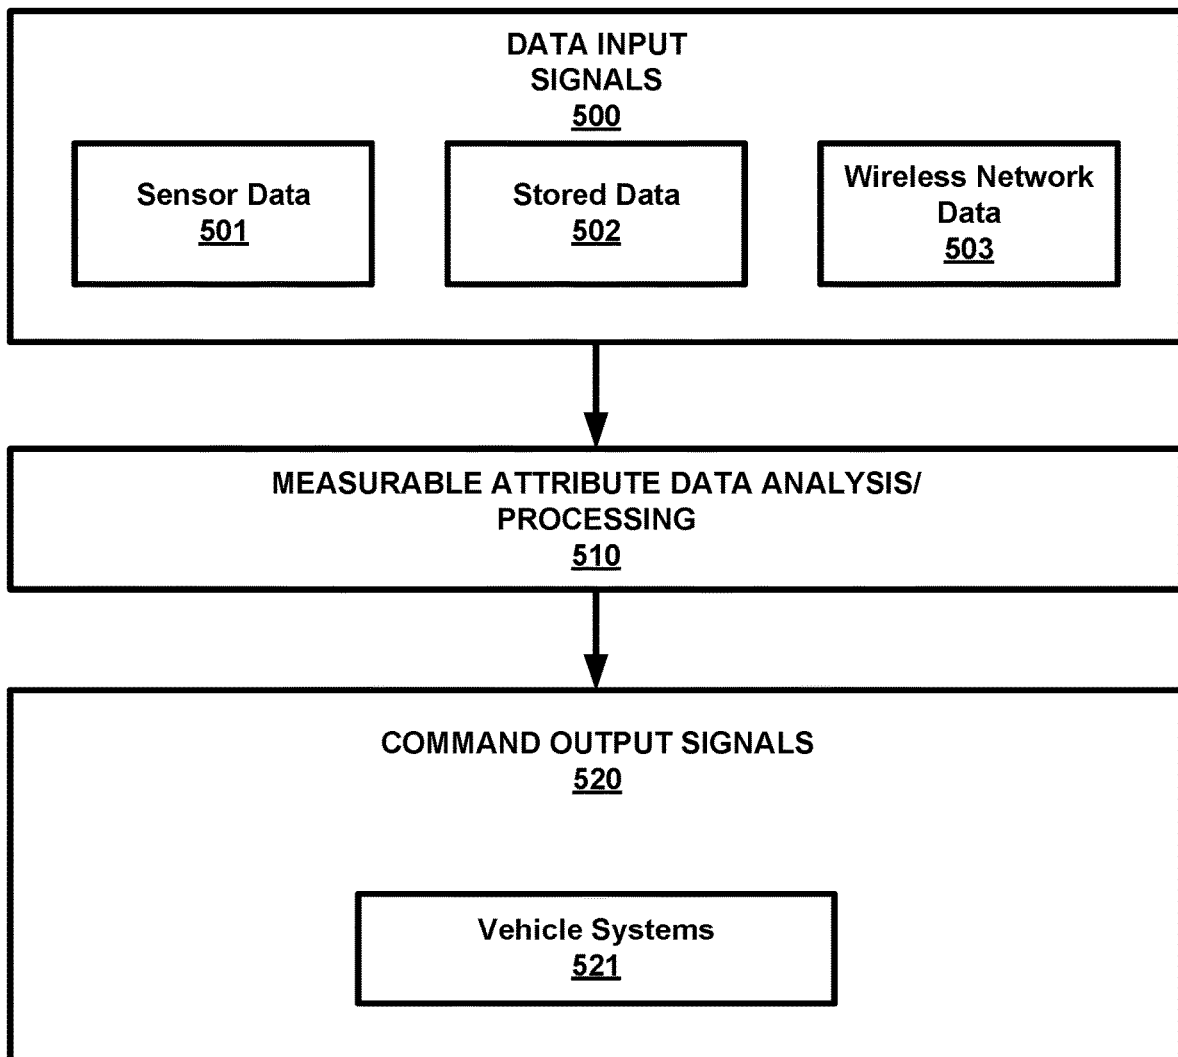 DATA INPUT
SIGNALS
500
Sensor Data
501
Stored Data
502
Wireless Network
Data
503
MEASURABLE ATTRIBUTE DATA ANALYSIS/
PROCESSING
510
COMMAND OUTPUT SIGNALS
520
Vehicle Systems
521